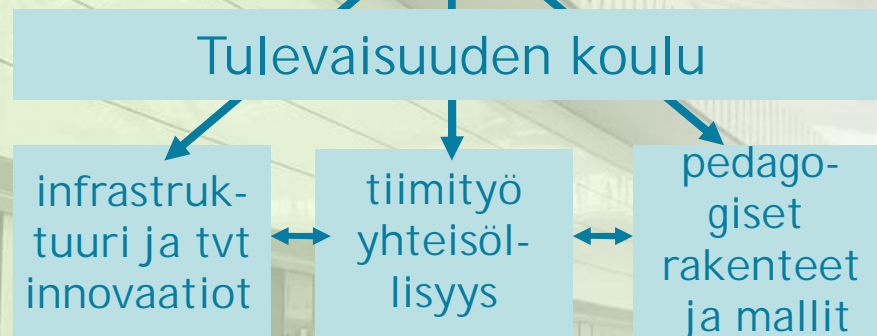 Tulevaisuuden koulu
infrastruk-
tuuri ja tvt
innovaatiot
tiimityö
yhteisöl-
lisyys
pedago-
giset
rakenteet
ja mallit